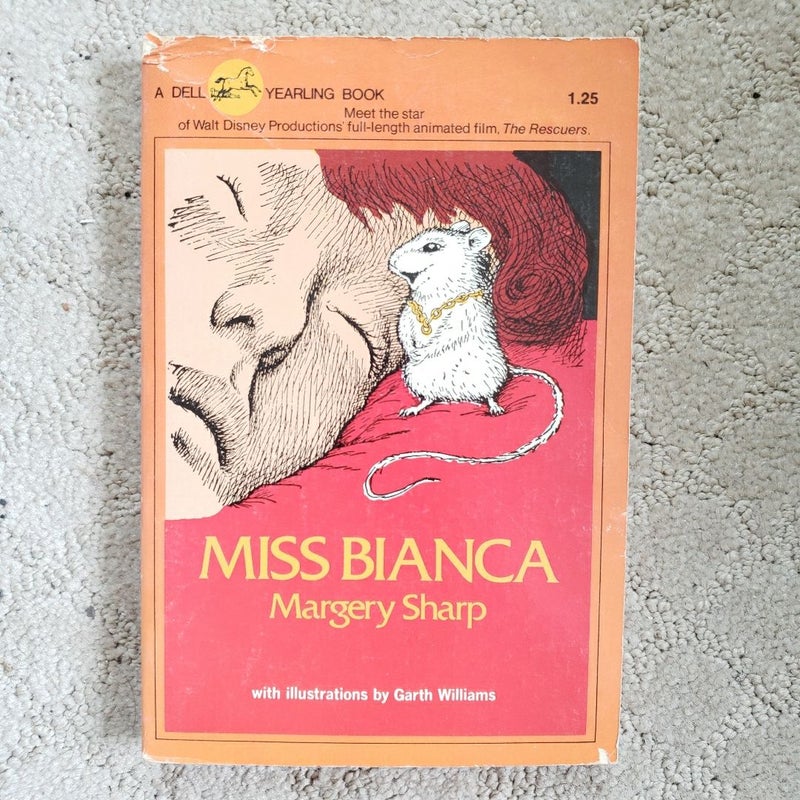 A DELL YEARLING BOOK 1.25
Meet the star
of Walt Disney Productions' full-length animated film, The Rescuers.
MISS BIANCA
Margery Sharp
with illustrations by Garth Williams